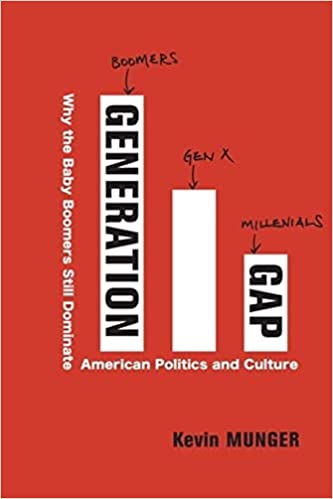 BOOMERS
GEN X
MILLENIALS
GENERATION
GAP
Why the Baby Boomers Still Dominate
American Politics and Culture
Kevin MUNGER